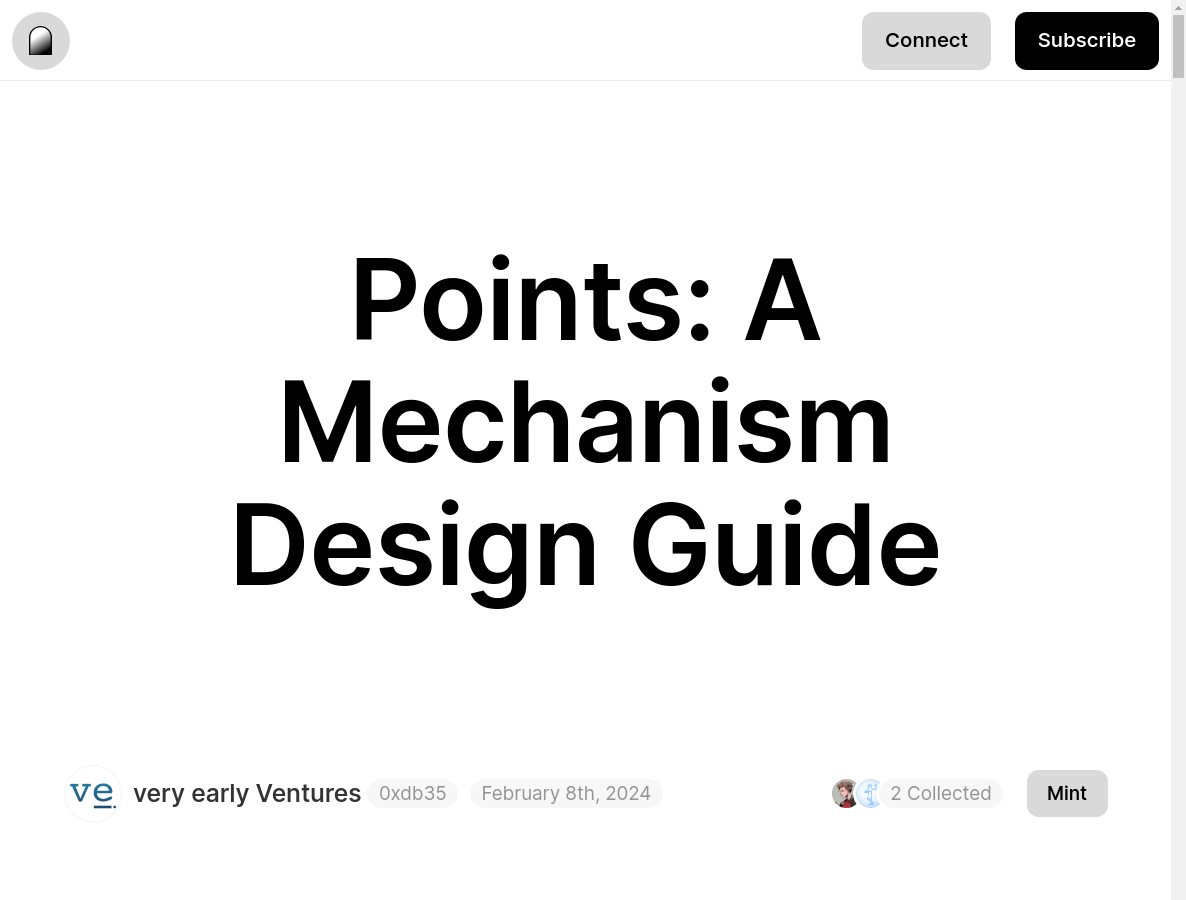 Connect
Subscribe
Points: A
Mechanism
Design Guide
ve
very early Ventures
0xdb35
February 8th, 2024
2 Collected
Mint